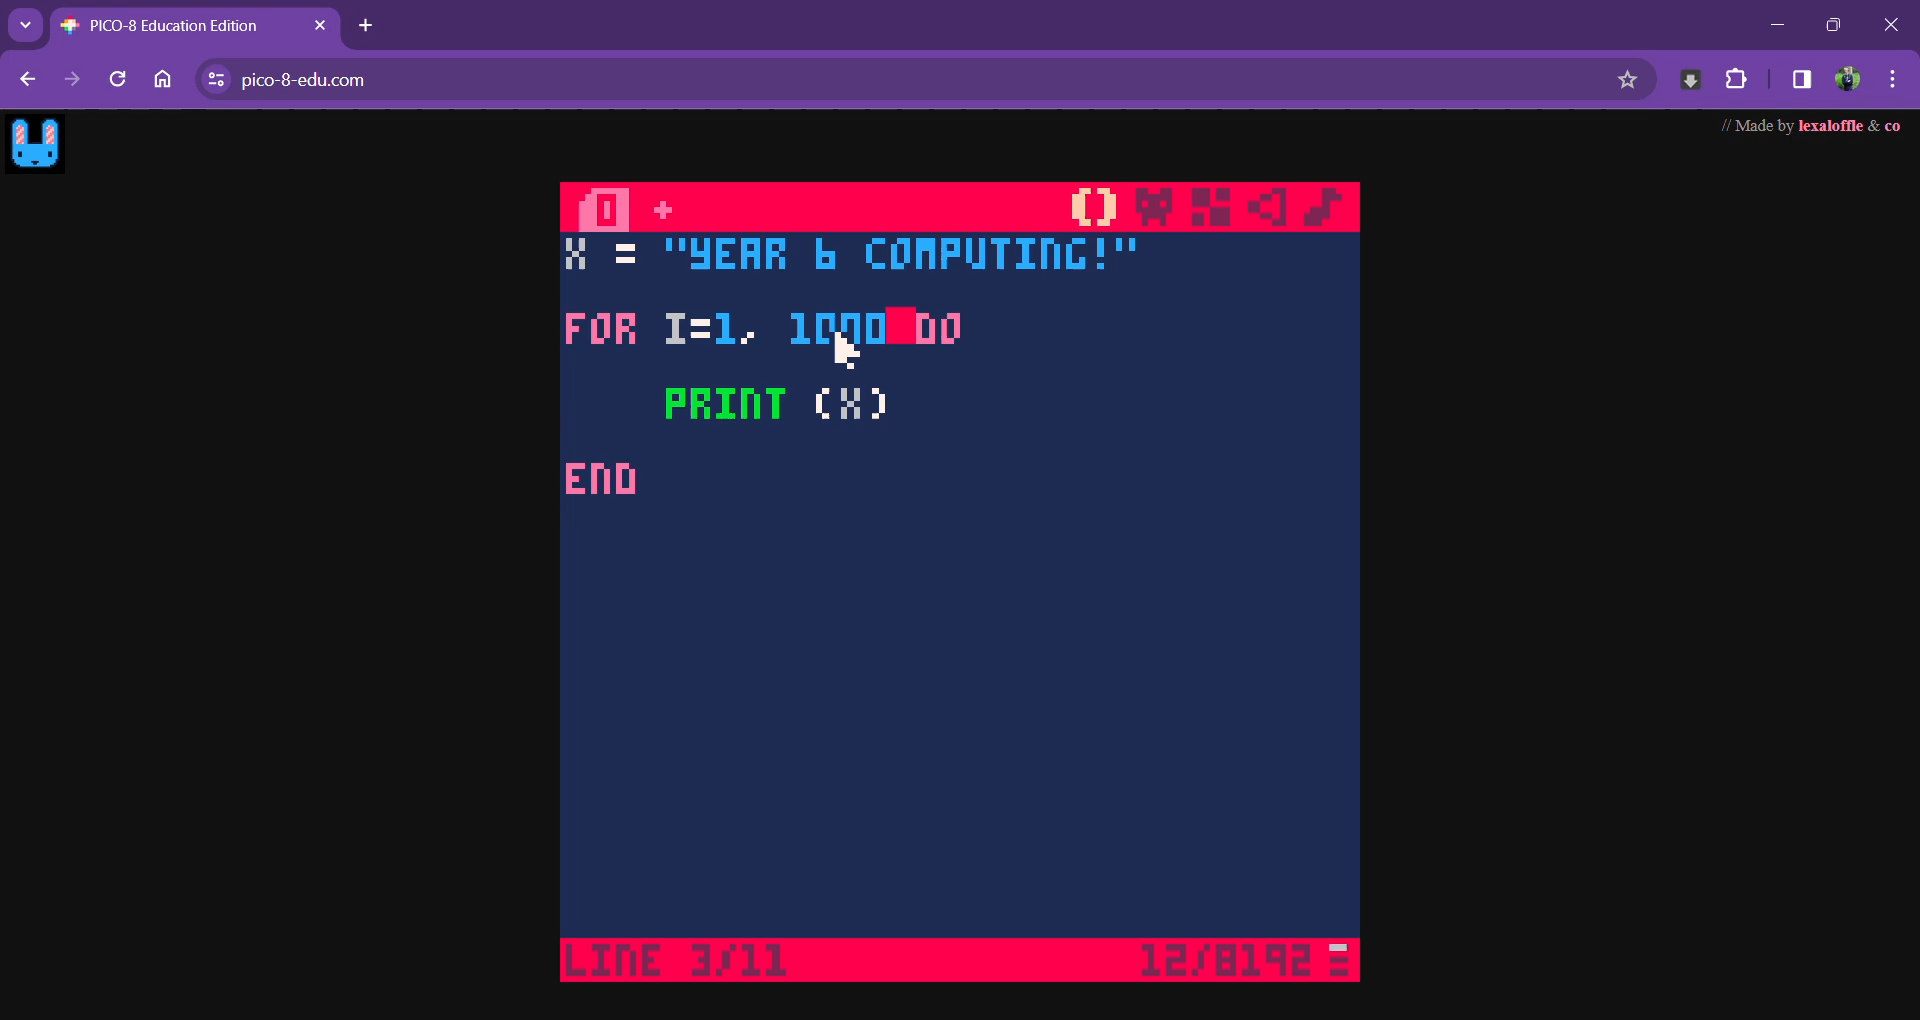 PICO-8 Education Edition
pico-8-edu.com
// Made by lexaloffle & co
0 +
X = "YEAR 6 COMPUTING!"
FOR I=1, 1000 DO
PRINT (X)
END
LINE 3/11
12/8192